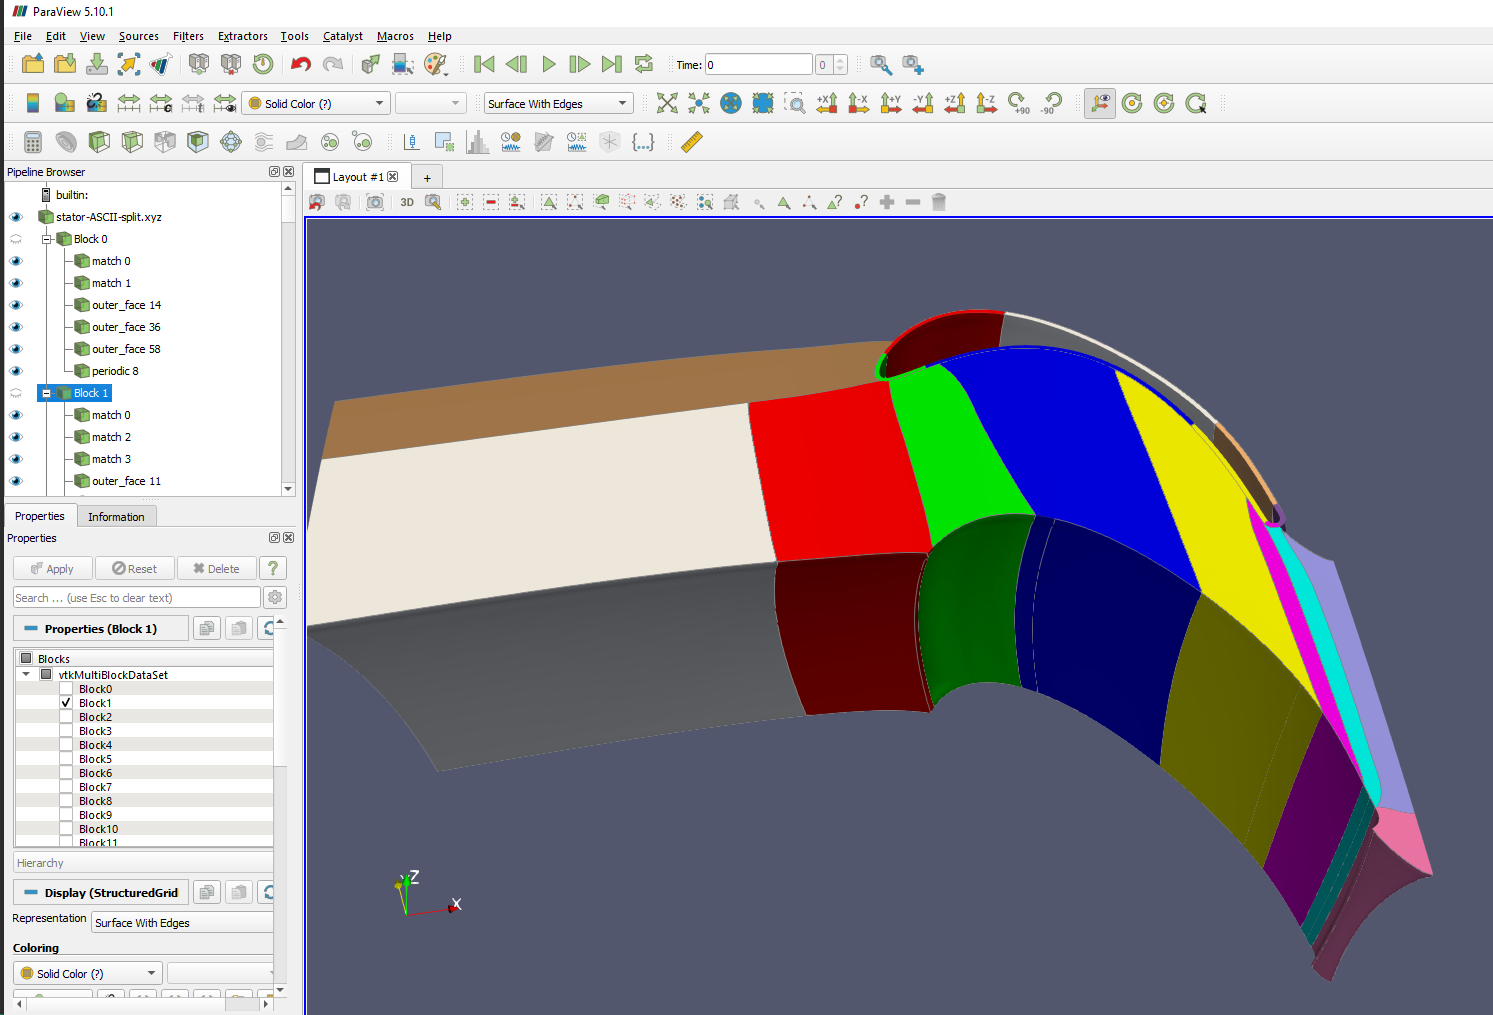 ParaView 5.10.1
File Edit View Sources Filters Extractors Tools Catalyst Macros Help
Time: 0 0
Solid Color (?) Surface With Edges +X -X +Y -Y +Z -Z +90 -90
Pipeline Browser
Layout #1 +
builtin:
3D
stator-ASCII-split.xyz
Block 0
match 0
match 1
outer_face 14
outer_face 36
outer_face 58
periodic 8
Block 1
match 0
match 2
match 3
outer_face 11
Properties Information
Properties
Apply Reset Delete ?
Search ... (use Esc to clear text)
Properties (Block 1)
Blocks
vtkMultiBlockDataSet
Block0
Block1
Block2
Block3
Block4
Block5
Block6
Block7
Block8
Block9
Block10
Block11
Hierarchy
Display (StructuredGrid
Representation Surface With Edges
Coloring
Solid Color (?)
Z
X